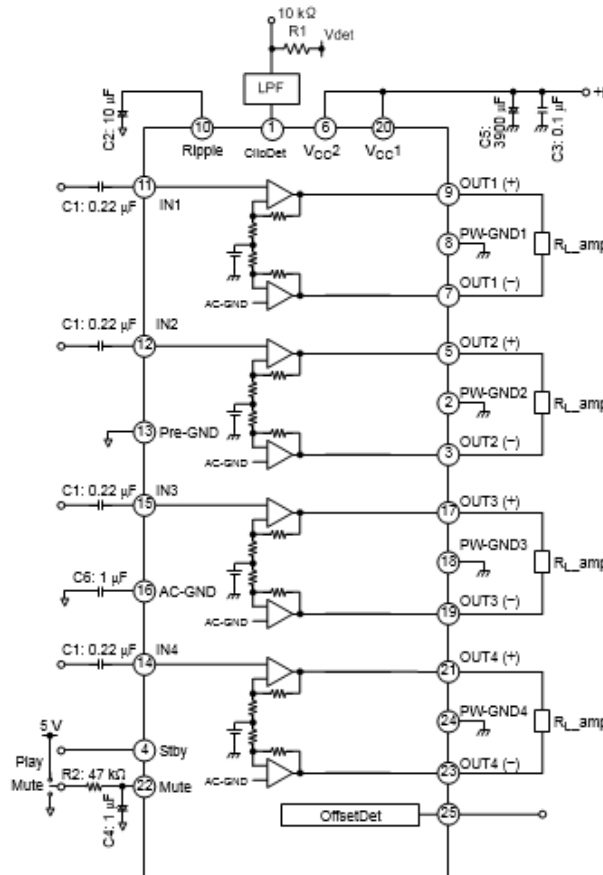 10 kΩ
R1
Vdet
LPF
C2: 10 μF
C5:
3900 μF
C3: 0.1 μF
10
1
6
20
Ripple
ClipDet
VCC2
VCC1
11
C1: 0.22 μF
IN1
9
OUT1 (+)
8
PW-GND1
RL_amp
7
OUT1 (−)
AC-GND
C1: 0.22 μF
IN2
12
5
OUT2 (+)
2
PW-GND2
RL_amp
13
Pre-GND
3
OUT2 (−)
AC-GND
C1: 0.22 μF
IN3
15
17
OUT3 (+)
18
PW-GND3
RL_amp
C6: 1 μF
16
AC-GND
19
OUT3 (−)
AC-GND
C1: 0.22 μF
IN4
14
21
OUT4 (+)
24
PW-GND4
RL_amp
5 V
Play
4
Stby
Mute
R2: 47 kΩ
22
Mute
C4: 1 μF
23
OUT4 (−)
AC-GND
OffsetDet
25